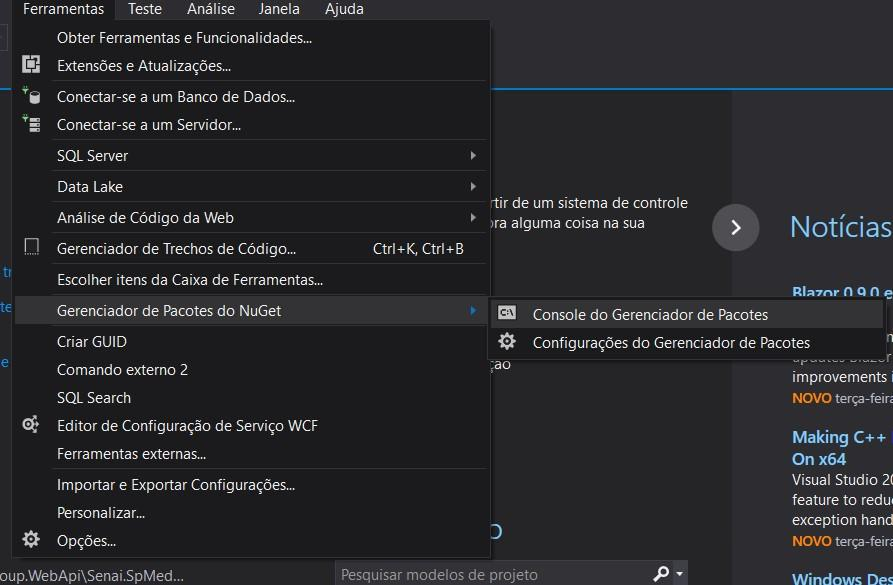 Ferramentas Teste Análise Janela Ajuda
Obter Ferramentas e Funcionalidades...
Extensões e Atualizações...
Conectar-se a um Banco de Dados...
Conectar-se a um Servidor...
SQL Server
Data Lake
Análise de Código da Web
Gerenciador de Trechos de Código... Ctrl+K, Ctrl+B
Escolher itens da Caixa de Ferramentas...
Gerenciador de Pacotes do NuGet
Criar GUID
Comando externo 2
SQL Search
Editor de Configuração de Serviço WCF
Ferramentas externas...
Importar e Exportar Configurações...
Personalizar...
Opções...
C:\
Console do Gerenciador de Pacotes
Configurações do Gerenciador de Pacotes
rtir de um sistema de controle
ora alguma coisa na sua
ção
Notícias
Blazor 0.9.0 e
updates Blazor
improvements i
NOVO terça-feira
Making C++
On x64
Visual Studio 20
feature to reduc
exception hand
NOVO terça-feira
Windows Des
oup.WebApi\Senai.SpMed...
Pesquisar modelos de projeto